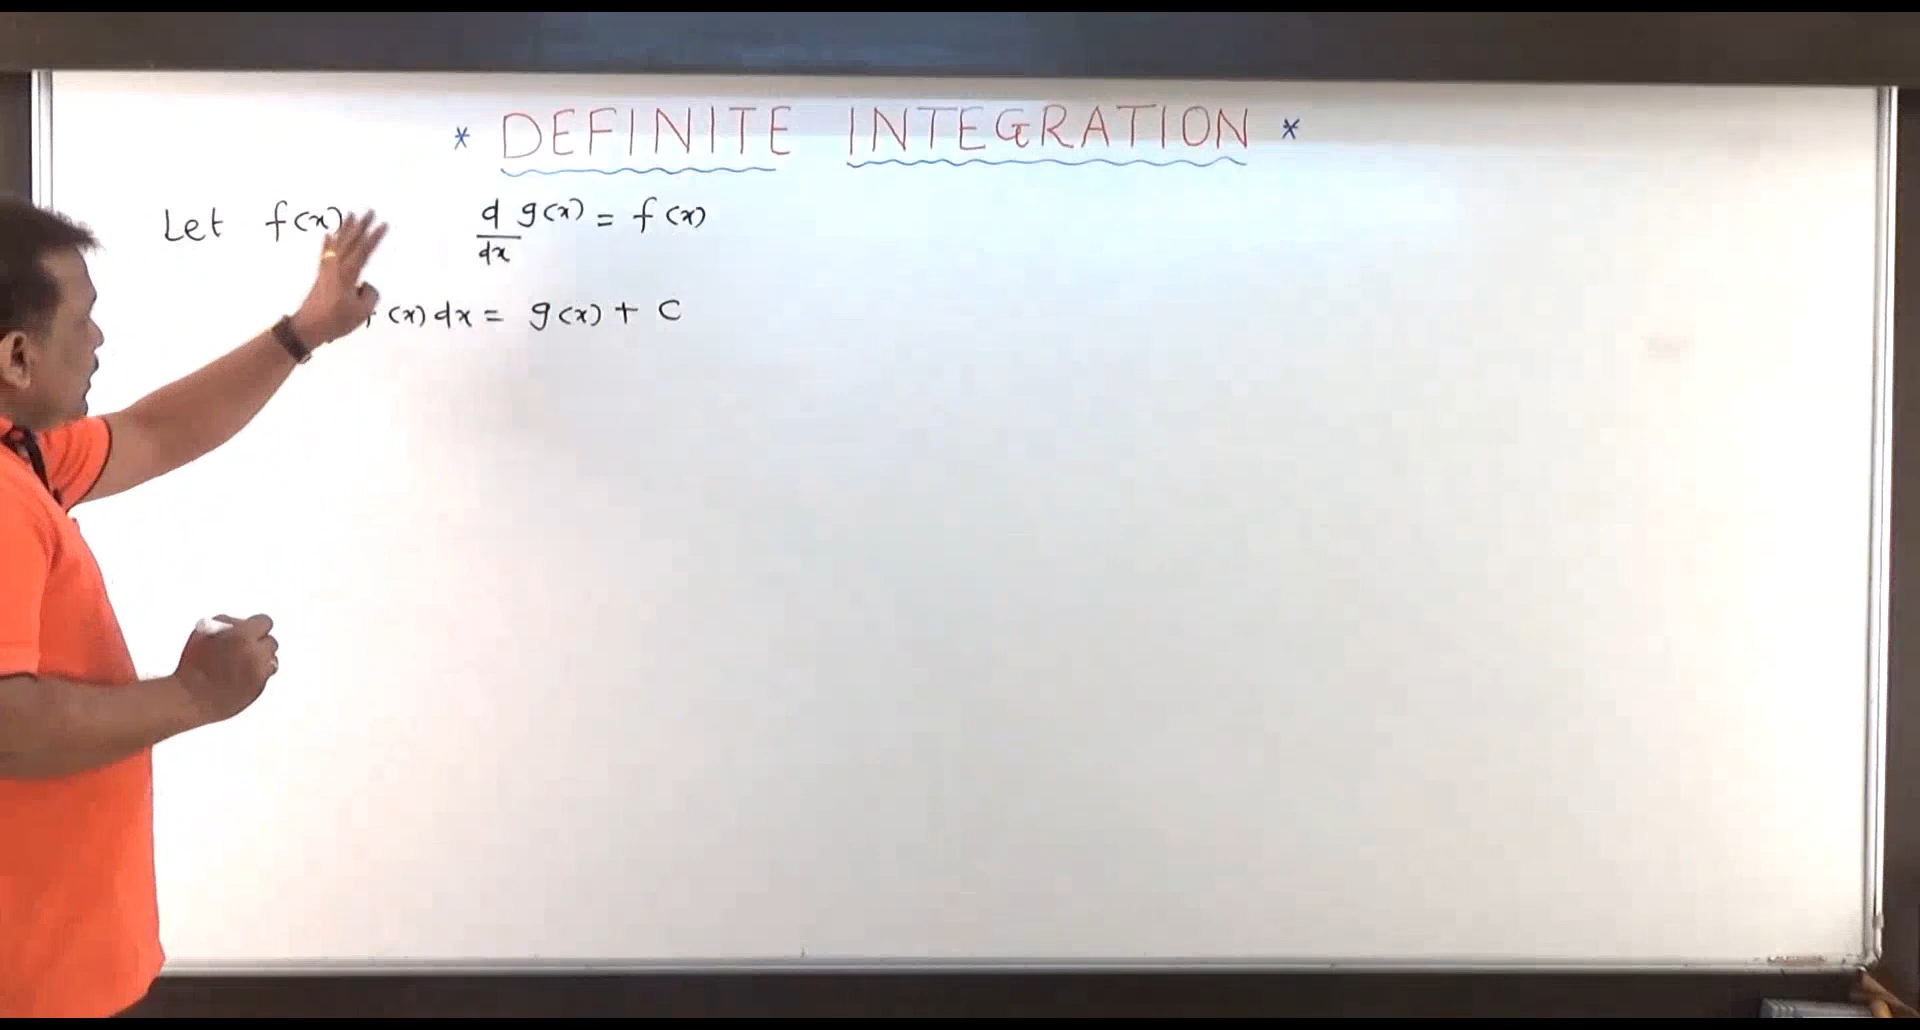 * DEFINITE INTEGRATION *
Let f(x) d/dx g(x) = f(x)
(x) dx = g(x) + C